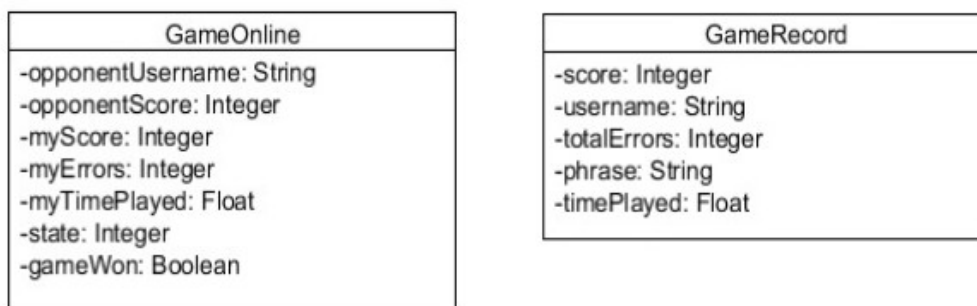 GameOnline
-opponentUsername: String
-opponentScore: Integer
-myScore: Integer
-myErrors: Integer
-myTimePlayed: Float
-state: Integer
-gameWon: Boolean
GameRecord
-score: Integer
-username: String
-totalErrors: Integer
-phrase: String
-timePlayed: Float